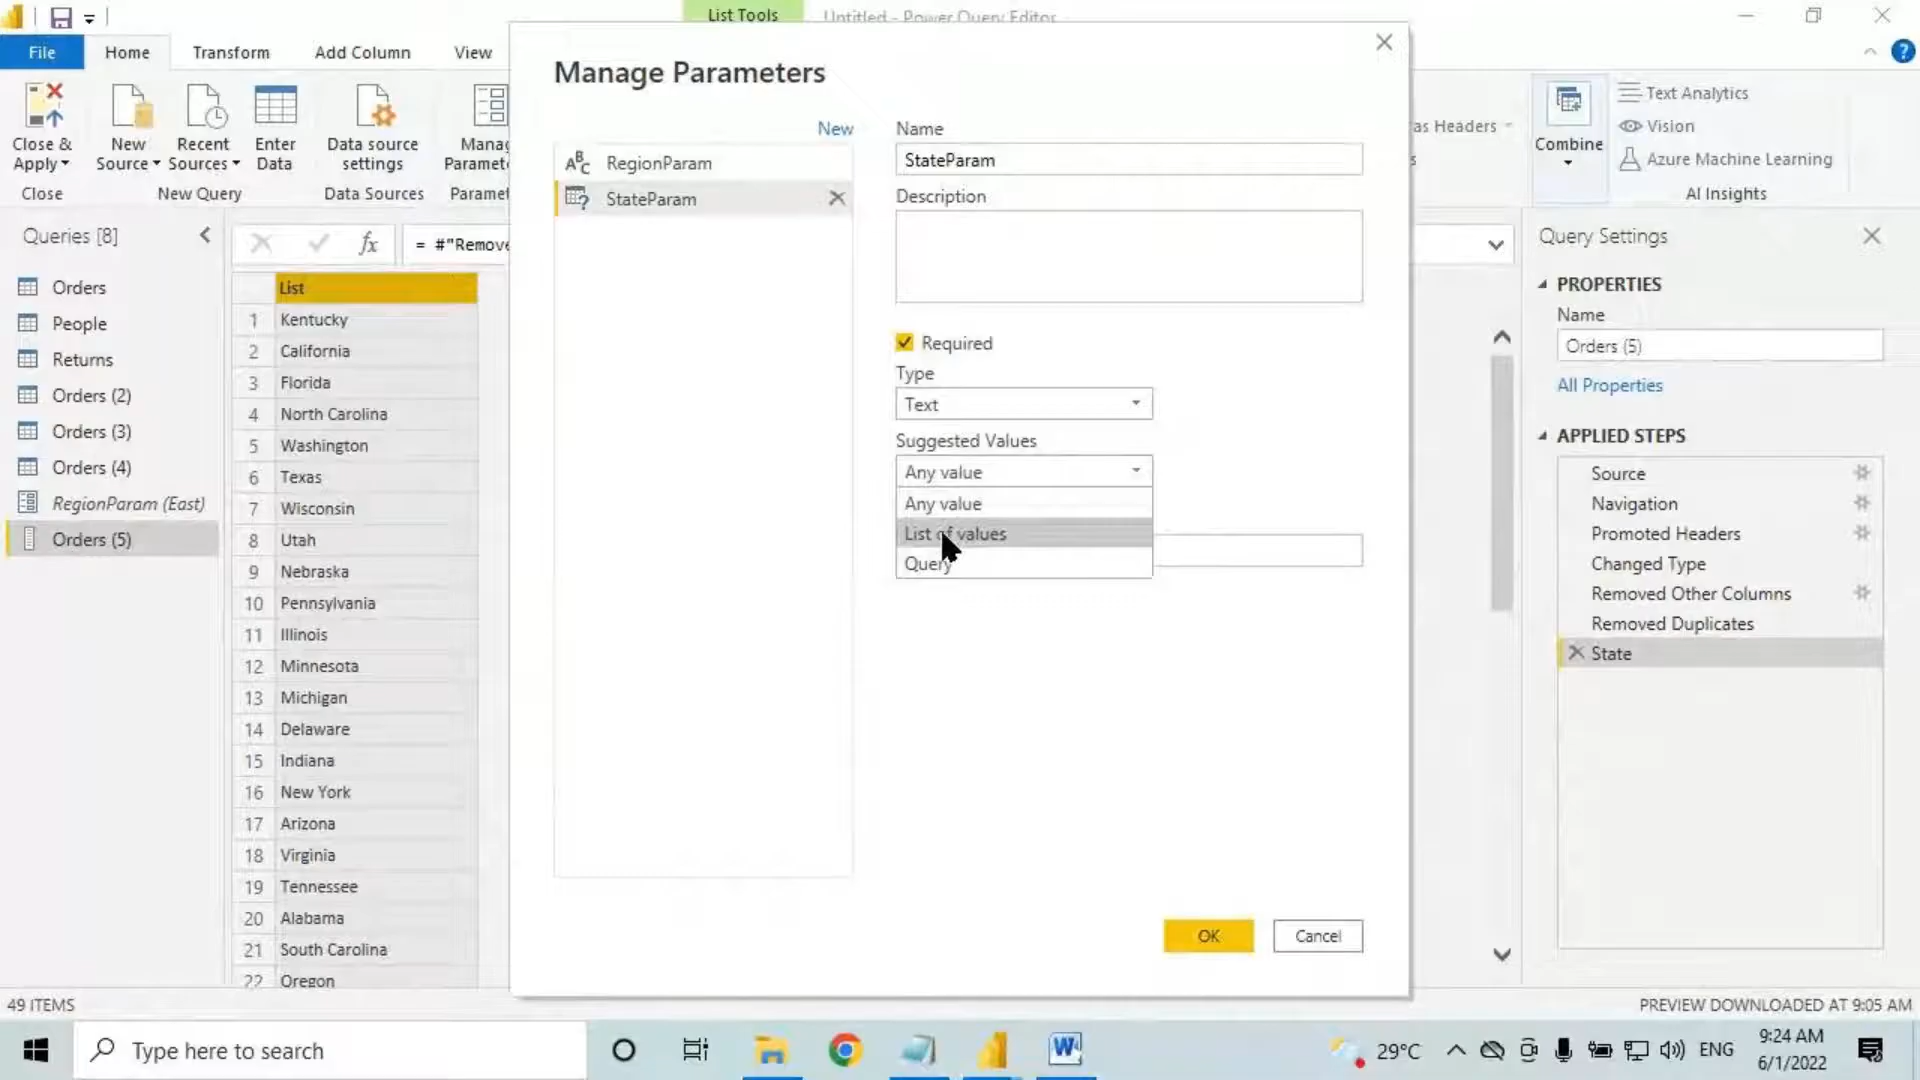 List Tools
Untitled - Power Query Editor
File
Home
Transform
Add Column
View
Close &
Apply
New
Source
Recent
Sources
Enter
Data
Data source
settings
Manag
Paramet
Close
New Query
Data Sources
Parame
as Headers
s
Combine
Text Analytics
Vision
Azure Machine Learning
AI Insights
Queries [8]
Orders
People
Returns
Orders (2)
Orders (3)
Orders (4)
RegionParam (East)
Orders (5)
fx
= #"Remove
List
1 Kentucky
2 California
3 Florida
4 North Carolina
5 Washington
6 Texas
7 Wisconsin
8 Utah
9 Nebraska
10 Pennsylvania
11 Illinois
12 Minnesota
13 Michigan
14 Delaware
15 Indiana
16 New York
17 Arizona
18 Virginia
19 Tennessee
20 Alabama
21 South Carolina
22 Oregon
Manage Parameters
New
ABC RegionParam
StateParam
Name
StateParam
Description
Required
Type
Text
Suggested Values
Any value
Any value
List of values
Query
OK
Cancel
Query Settings
PROPERTIES
Name
Orders (5)
All Properties
APPLIED STEPS
Source
Navigation
Promoted Headers
Changed Type
Removed Other Columns
Removed Duplicates
State
49 ITEMS
PREVIEW DOWNLOADED AT 9:05 AM
Type here to search
29°C
ENG
9:24 AM
6/1/2022